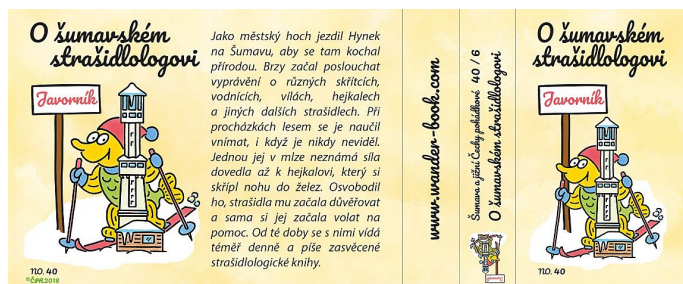 O šumavském
strašidlologovi
Javorník
NO. 40
©ČÁPEK2018
Jako městský hoch jezdil Hynek
na Šumavu, aby se tam kochal
přírodou. Brzy začal poslouchat
vyprávění o různých skřítcích,
vodnících, vílách, hejkalech
a jiných dalších strašidlech. Při
procházkách lesem se je naučil
vnímat, i když je nikdy neviděl.
Jednou jej v mlze neznámá síla
dovedla až k hejkalovi, který si
skřípl nohu do želez. Osvobodil
ho, strašidla mu začala důvěřovat
a sama si jej začala volat na
pomoc. Od té doby se s nimi vídá
téměř denně a píše zasvěcené
strašidlologické knihy.
www.wander-book.com
Šumava a jižní Čechy pohádkové 40 / 6
O šumavském strašidlologovi
O šumavském
strašidlologovi
Javorník
NO. 40